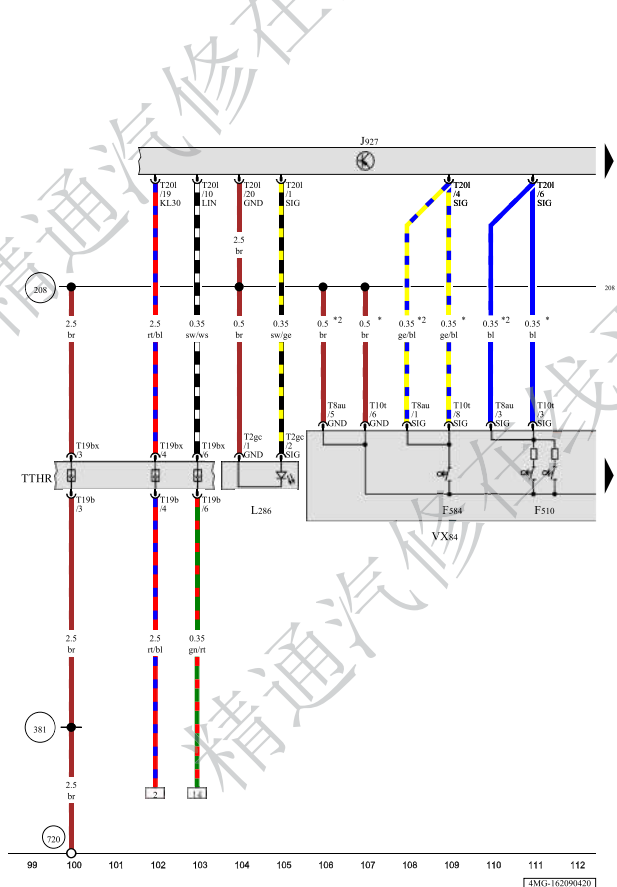 J927
T20l T20l T20l T20l T20l T20l
/19 /10 /20 /1 /4 /6
KL30 LIN GND SIG SIG SIG
2.5
br
208 208
2.5 2.5 0.35 0.5 0.35 0.5 *2 0.5 * 0.35 *2 0.35 * 0.35 *2 0.35 *
br rt/bl sw/ws br sw/ge br br ge/bl ge/bl bl bl
T8au T10t T8au T10t T8au T10t
/5 /6 /1 /8 /3 /3
GND GND SIG SIG SIG SIG
T19bx T19bx T19bx T2gc T2gc
/3 /4 /6 /1 /2
GND SIG
TTHR
T19b T19b T19b
/3 /4 /6
L286
F584 F510
VX84
2.5 2.5 0.35
br rt/bl gn/rt
381
2.5
br
2 14
720
99 100 101 102 103 104 105 106 107 108 109 110 111 112
4MG-162090420
精通汽修在线
精通汽修在线